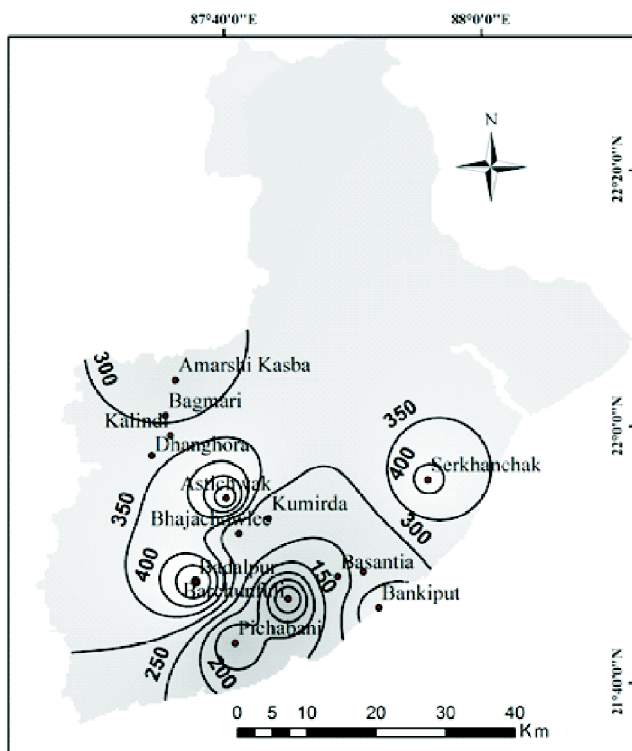 87°40'0"E 88°0'0"E
N
22°20'0"N
300
Amarshi Kasba
Bagmari
Kalindi
350
22°0'0"N
Dhanghora
400
Serkhanchak
350
Kumirda
300
400
Badalpur
150
Basantia
Bankiput
Pichabani
250
200
21°40'0"N
0 5 10 20 30 40
Km